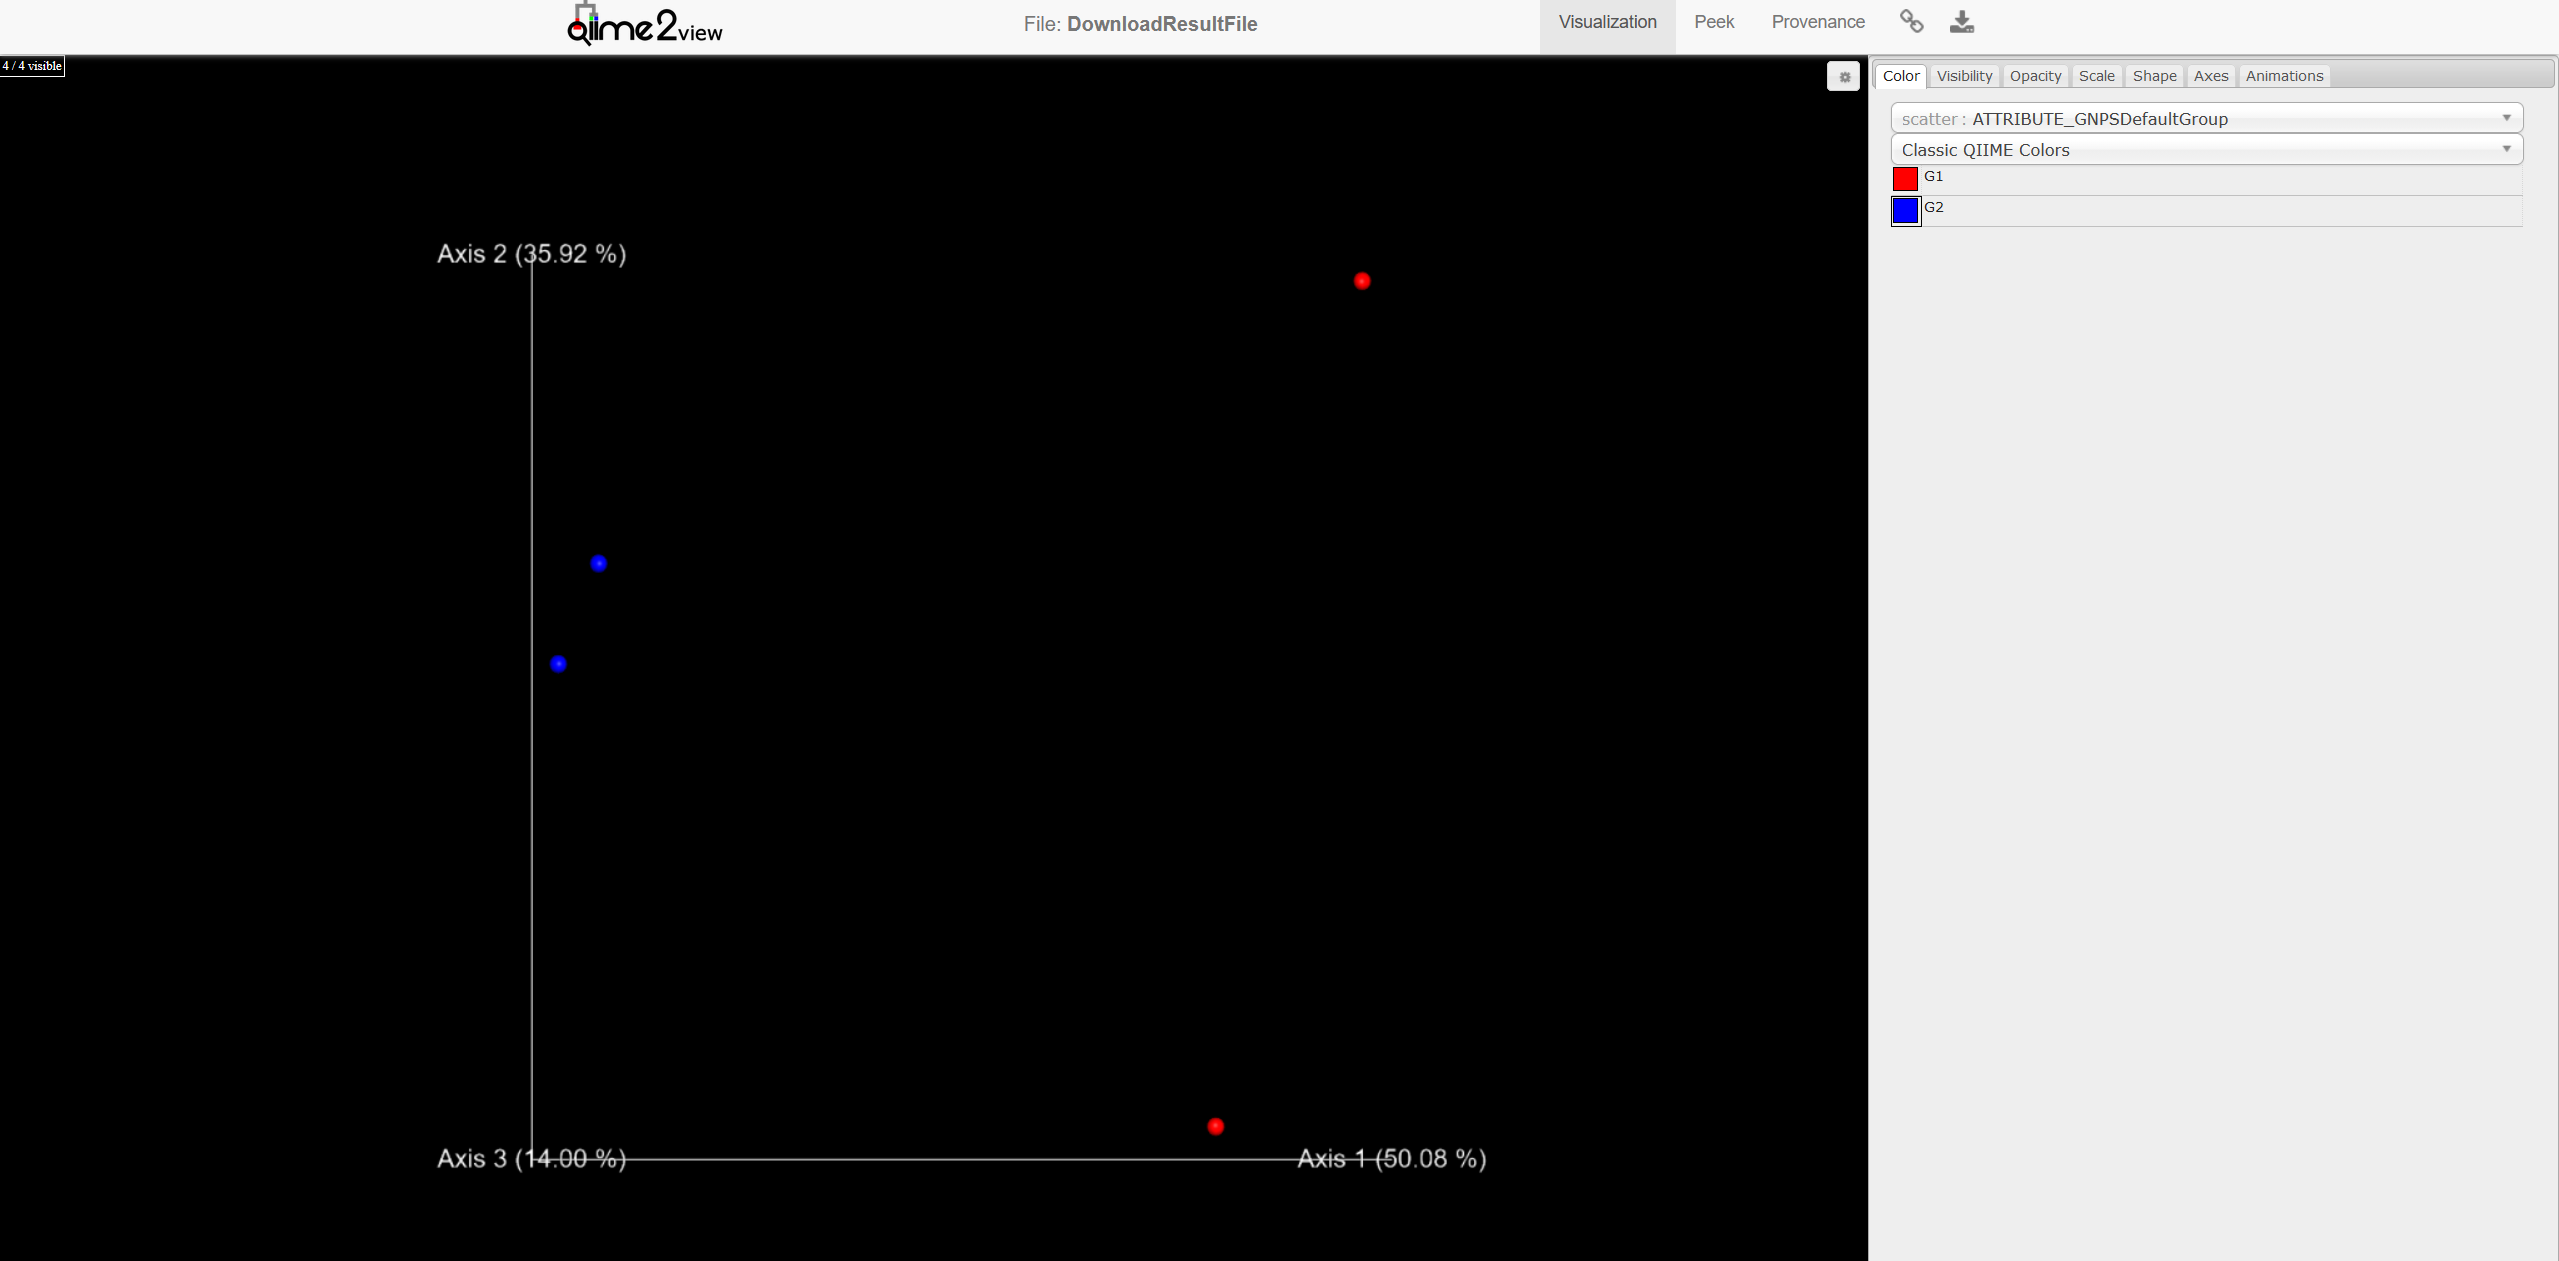 qiime2view
File: DownloadResultFile
Visualization
Peek
Provenance
4 / 4 visible
Color
Visibility
Opacity
Scale
Shape
Axes
Animations
scatter : ATTRIBUTE_GNPSDefaultGroup
Classic QIIME Colors
G1
G2
Axis 2 (35.92 %)
Axis 3 (14.00 %)
Axis 1 (50.08 %)